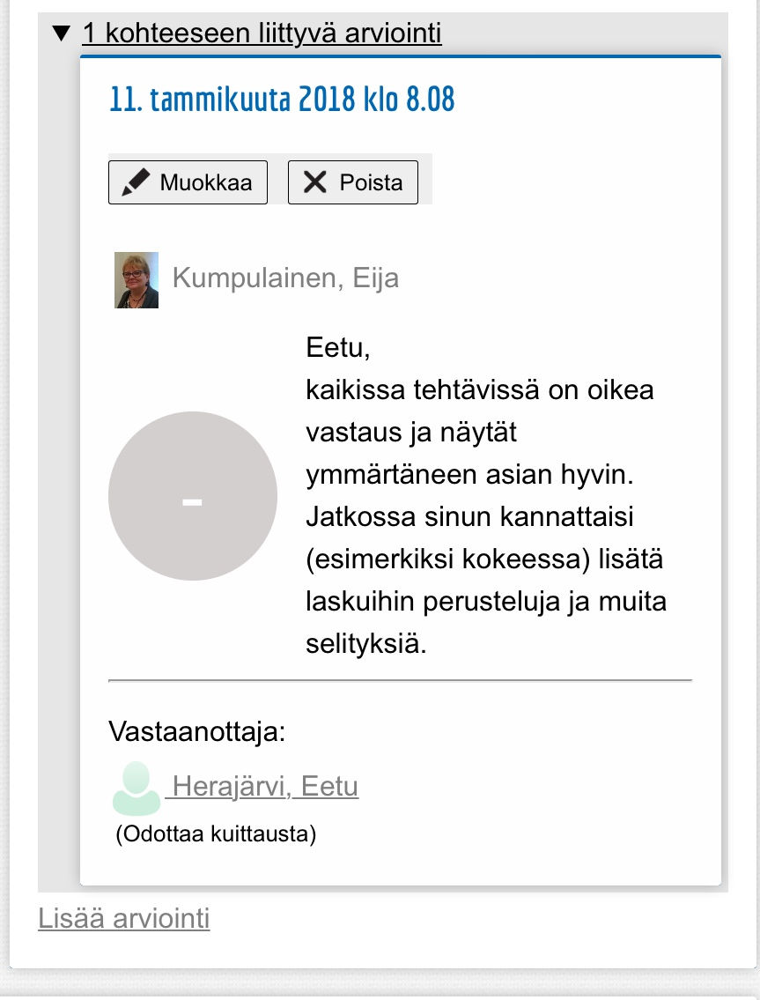 ▼ 1 kohteeseen liittyvä arviointi
11. tammikuuta 2018 klo 8.08
Muokkaa Poista
Kumpulainen, Eija
Eetu,
kaikissa tehtävissä on oikea
vastaus ja näytät
ymmärtäneen asian hyvin.
Jatkossa sinun kannattaisi
(esimerkiksi kokeessa) lisätä
laskuihin perusteluja ja muita
selityksiä.
-
Vastaanottaja:
Herajärvi, Eetu
(Odottaa kuittausta)
Lisää arviointi